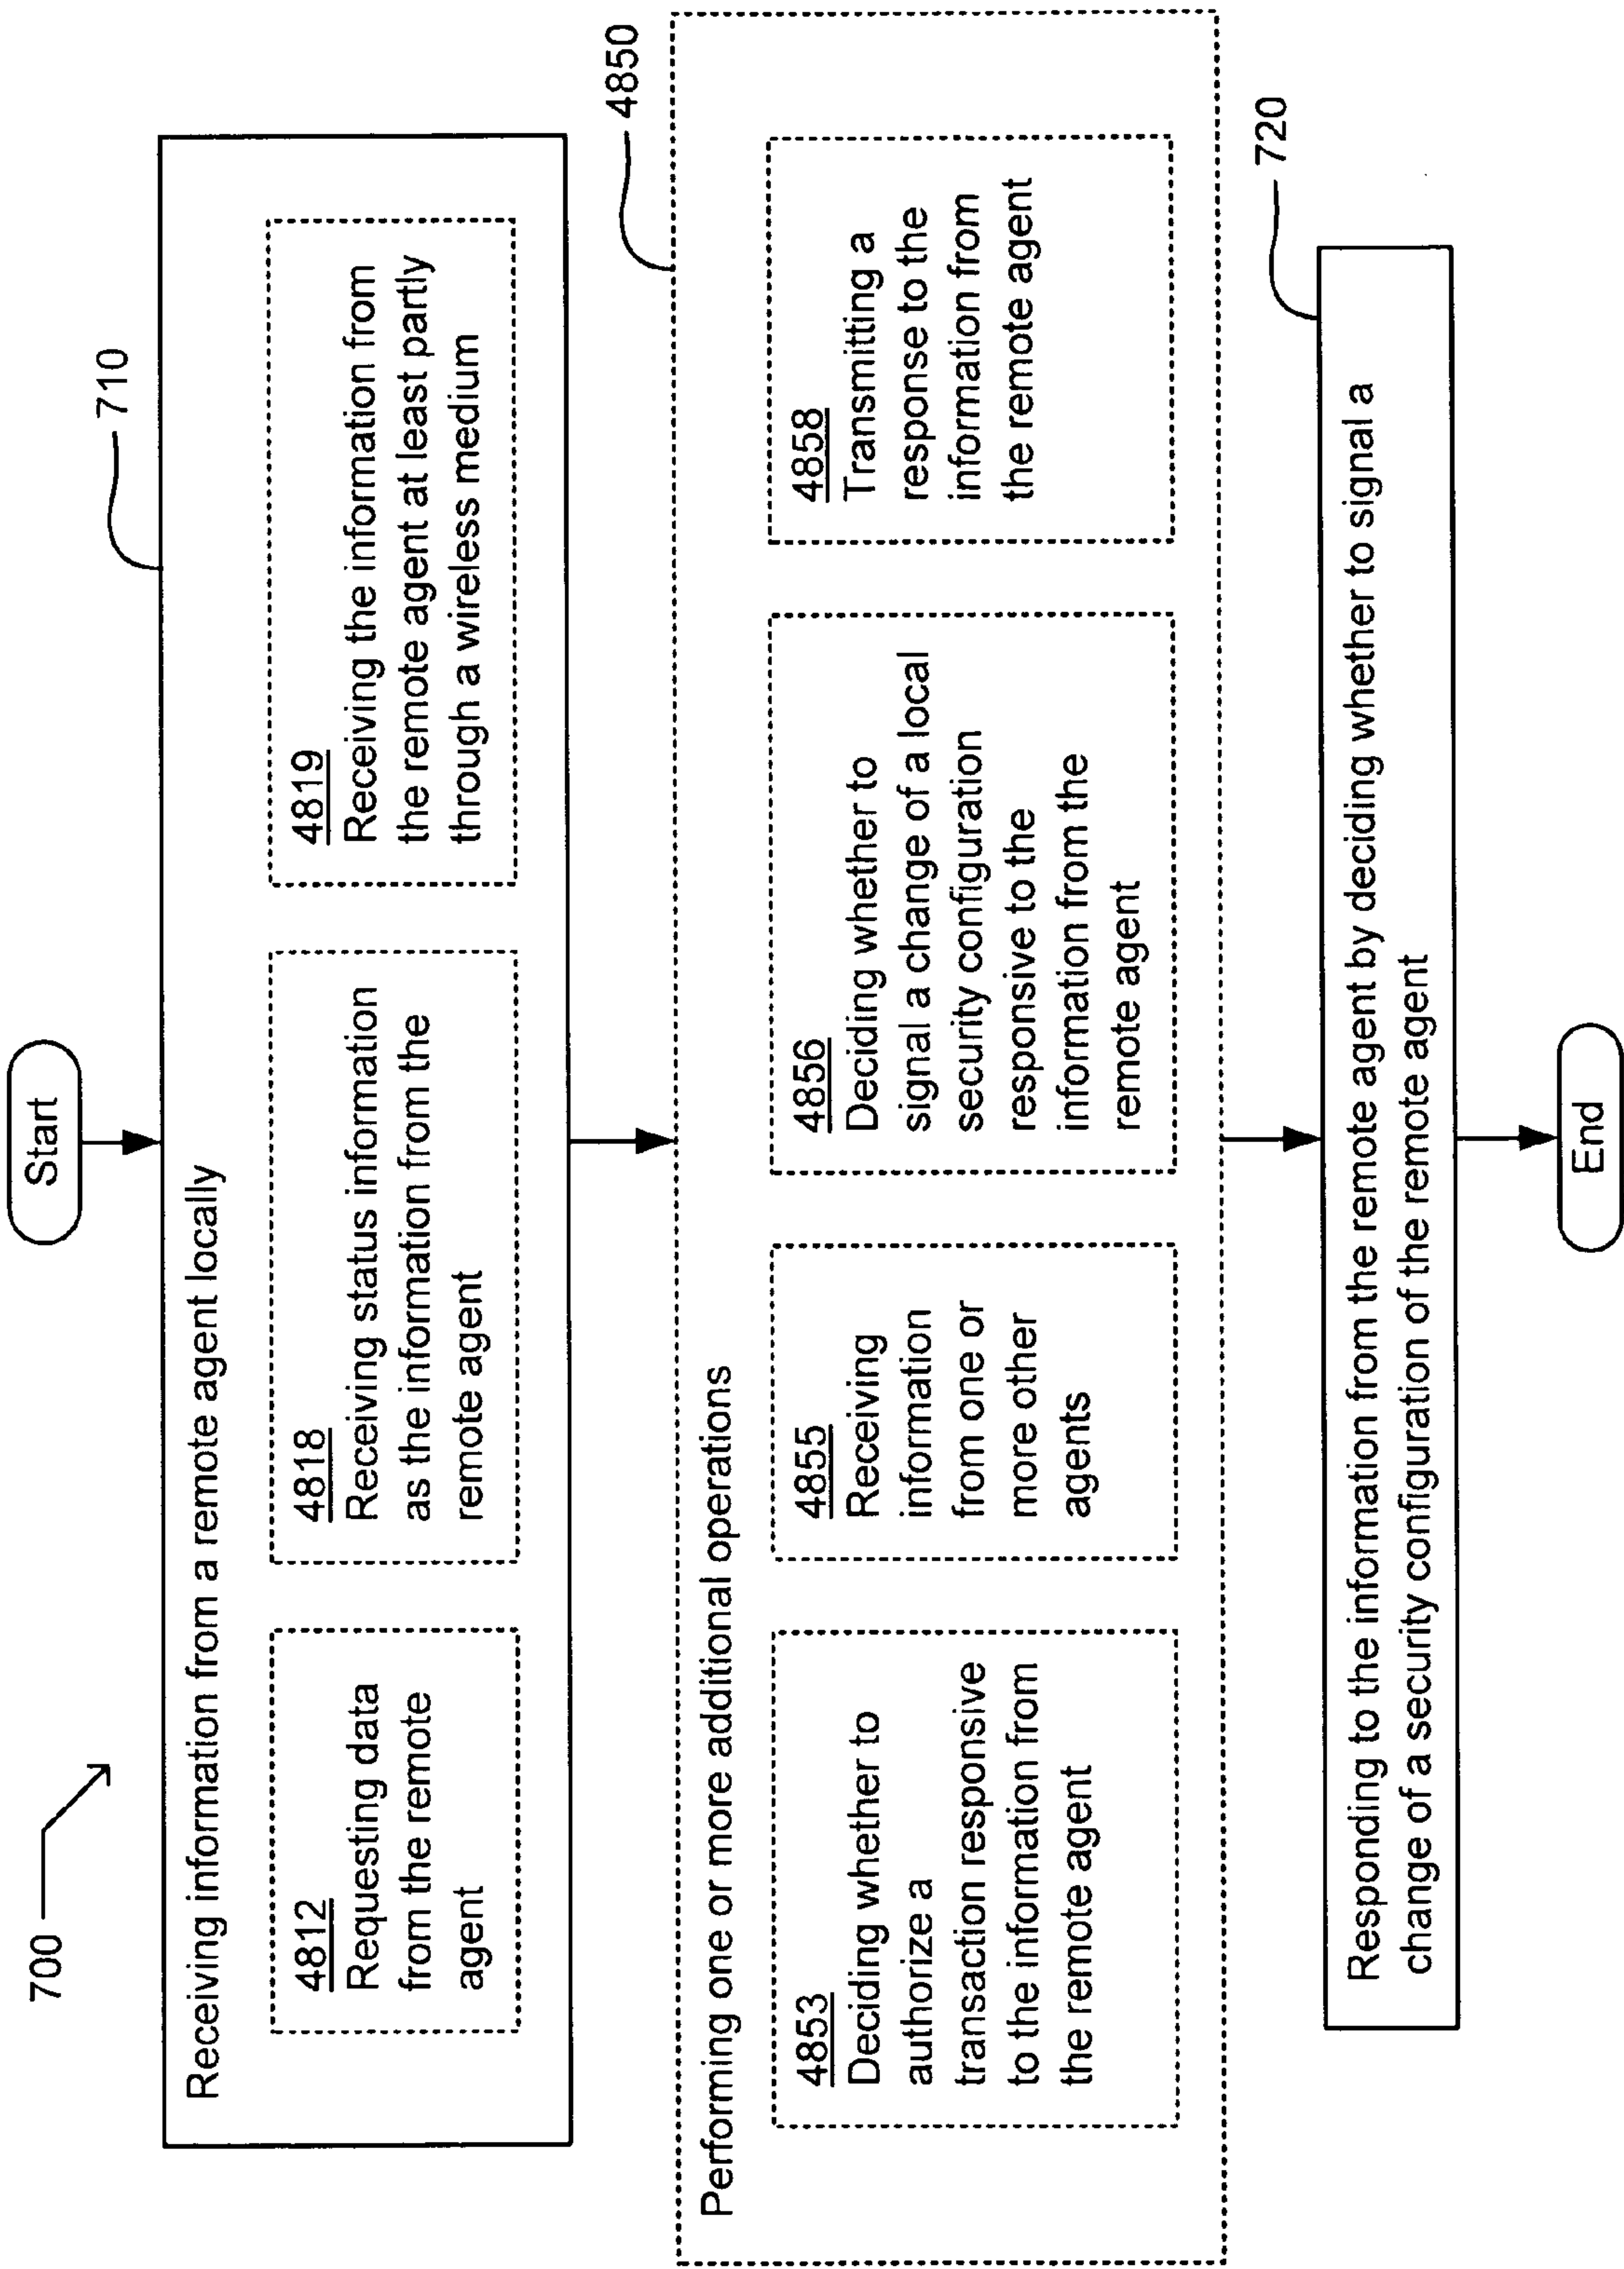 700
Start
710
Receiving information from a remote agent locally
4812
Requesting data
from the remote
agent
4818
Receiving status information
as the information from the
remote agent
4819
Receiving the information from
the remote agent at least partly
through a wireless medium
4850
Performing one or more additional operations
4853
Deciding whether to
authorize a
transaction responsive
to the information from
the remote agent
4855
Receiving
information
from one or
more other
agents
4856
Deciding whether to
signal a change of a local
security configuration
responsive to the
information from the
remote agent
4858
Transmitting a
response to the
information from
the remote agent
720
Responding to the information from the remote agent by deciding whether to signal a
change of a security configuration of the remote agent
End